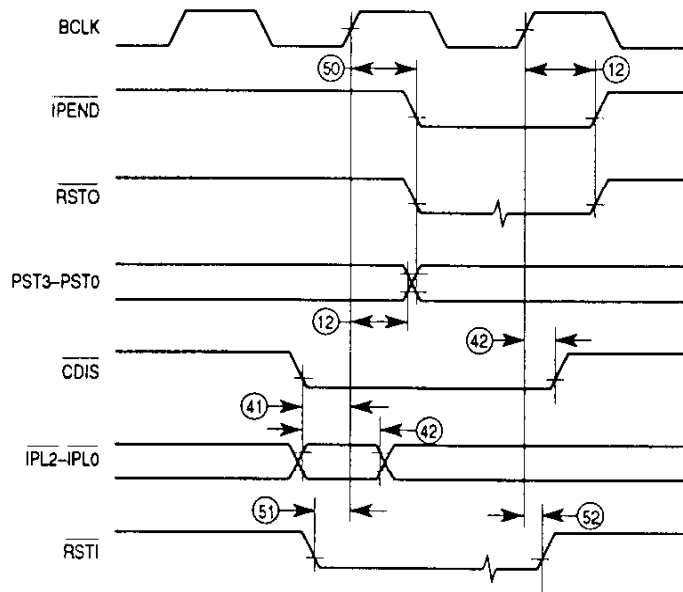 BCLK
50
12
IPEND
RSTO
PST3-PST0
12
42
CDIS
41
42
IPL2-IPL0
51
52
RSTI